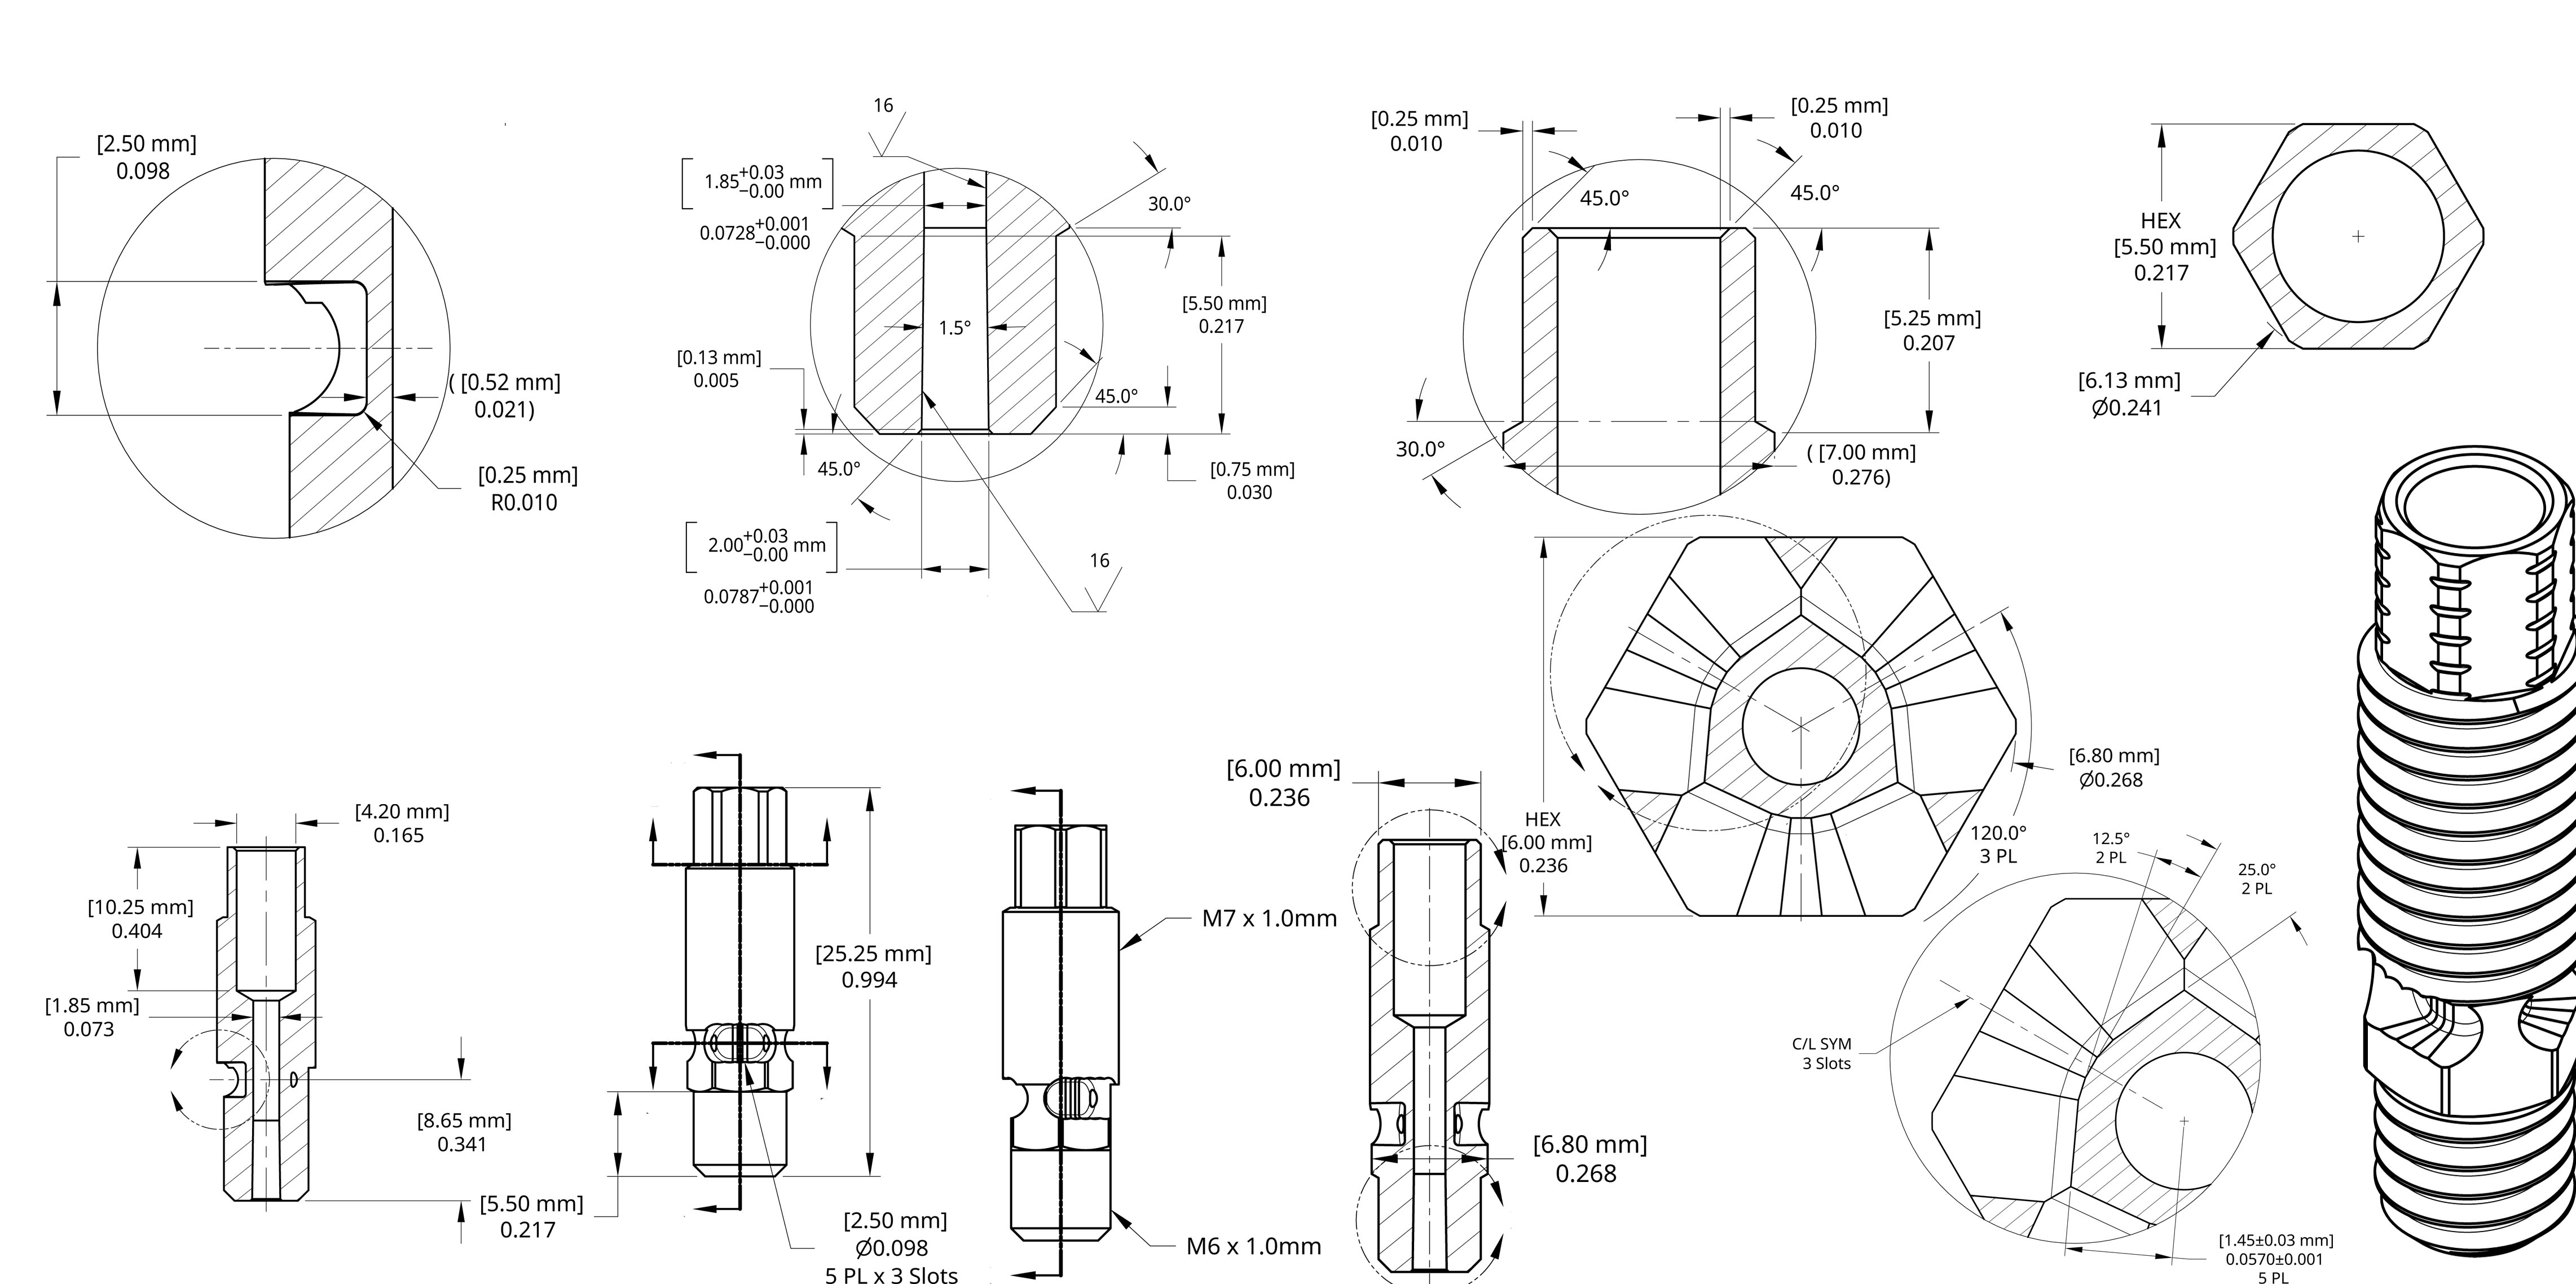 [2.50 mm]
0.098
( [0.52 mm]
0.021)
[0.25 mm]
R0.010
16
[1.85+0.03 −0.00 mm]
0.0728+0.001 −0.000
30.0°
[5.50 mm]
0.217
1.5°
[0.13 mm]
0.005
45.0°
45.0°
[0.75 mm]
0.030
[2.00+0.03 −0.00 mm]
0.0787+0.001 −0.000
16
[0.25 mm]
0.010
[0.25 mm]
0.010
45.0°
45.0°
[5.25 mm]
0.207
30.0°
( [7.00 mm]
0.276)
HEX
[5.50 mm]
0.217
[6.13 mm]
Ø0.241
[4.20 mm]
0.165
[10.25 mm]
0.404
[1.85 mm]
0.073
[8.65 mm]
0.341
[5.50 mm]
0.217
[25.25 mm]
0.994
[2.50 mm]
Ø0.098
5 PL x 3 Slots
M7 x 1.0mm
M6 x 1.0mm
[6.00 mm]
0.236
[6.80 mm]
0.268
HEX
[6.00 mm]
0.236
[6.80 mm]
Ø0.268
120.0°
3 PL
12.5°
2 PL
25.0°
2 PL
C/L SYM
3 Slots
[1.45±0.03 mm]
0.0570±0.001
5 PL